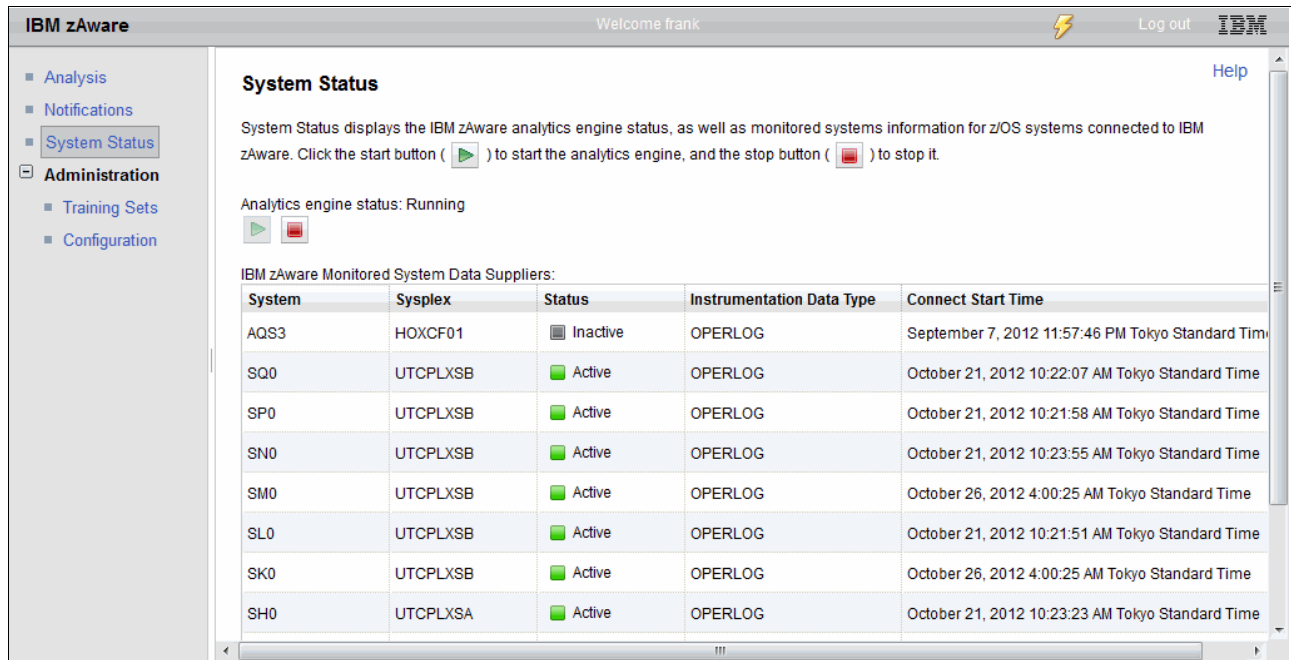 IBM zAware
Welcome frank
Log out
IBM
Analysis
Notifications
System Status
Administration
Training Sets
Configuration
Help
System Status
System Status displays the IBM zAware analytics engine status, as well as monitored systems information for z/OS systems connected to IBM
zAware. Click the start button ( ) to start the analytics engine, and the stop button ( ) to stop it.
Analytics engine status: Running
IBM zAware Monitored System Data Suppliers:
System Sysplex Status Instrumentation Data Type Connect Start Time
AQS3 HOXCF01 Inactive OPERLOG September 7, 2012 11:57:46 PM Tokyo Standard Tim
SQ0 UTCPLXSB Active OPERLOG October 21, 2012 10:22:07 AM Tokyo Standard Time
SP0 UTCPLXSB Active OPERLOG October 21, 2012 10:21:58 AM Tokyo Standard Time
SN0 UTCPLXSB Active OPERLOG October 21, 2012 10:23:55 AM Tokyo Standard Time
SM0 UTCPLXSB Active OPERLOG October 26, 2012 4:00:25 AM Tokyo Standard Time
SL0 UTCPLXSB Active OPERLOG October 21, 2012 10:21:51 AM Tokyo Standard Time
SK0 UTCPLXSB Active OPERLOG October 26, 2012 4:00:25 AM Tokyo Standard Time
SH0 UTCPLXSA Active OPERLOG October 21, 2012 10:23:23 AM Tokyo Standard Time